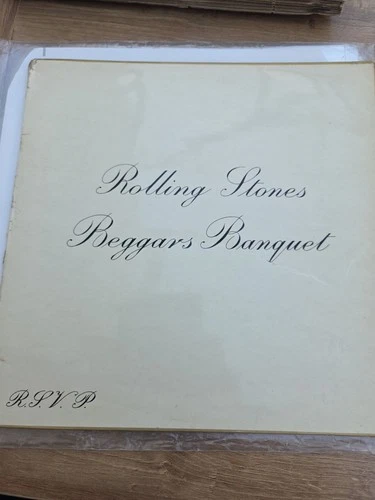 Rolling Stones
Beggars Banquet
R.S.V.P.